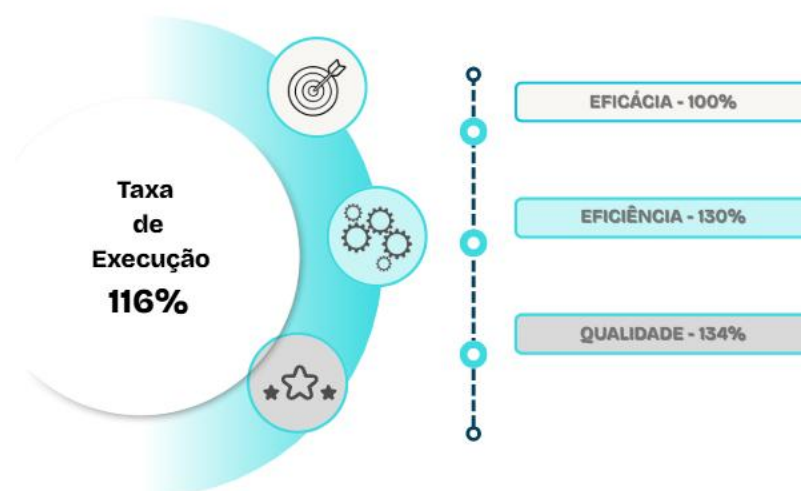 Taxa
de
Execução
116%
EFICÁCIA - 100%
EFICIÊNCIA - 130%
QUALIDADE - 134%